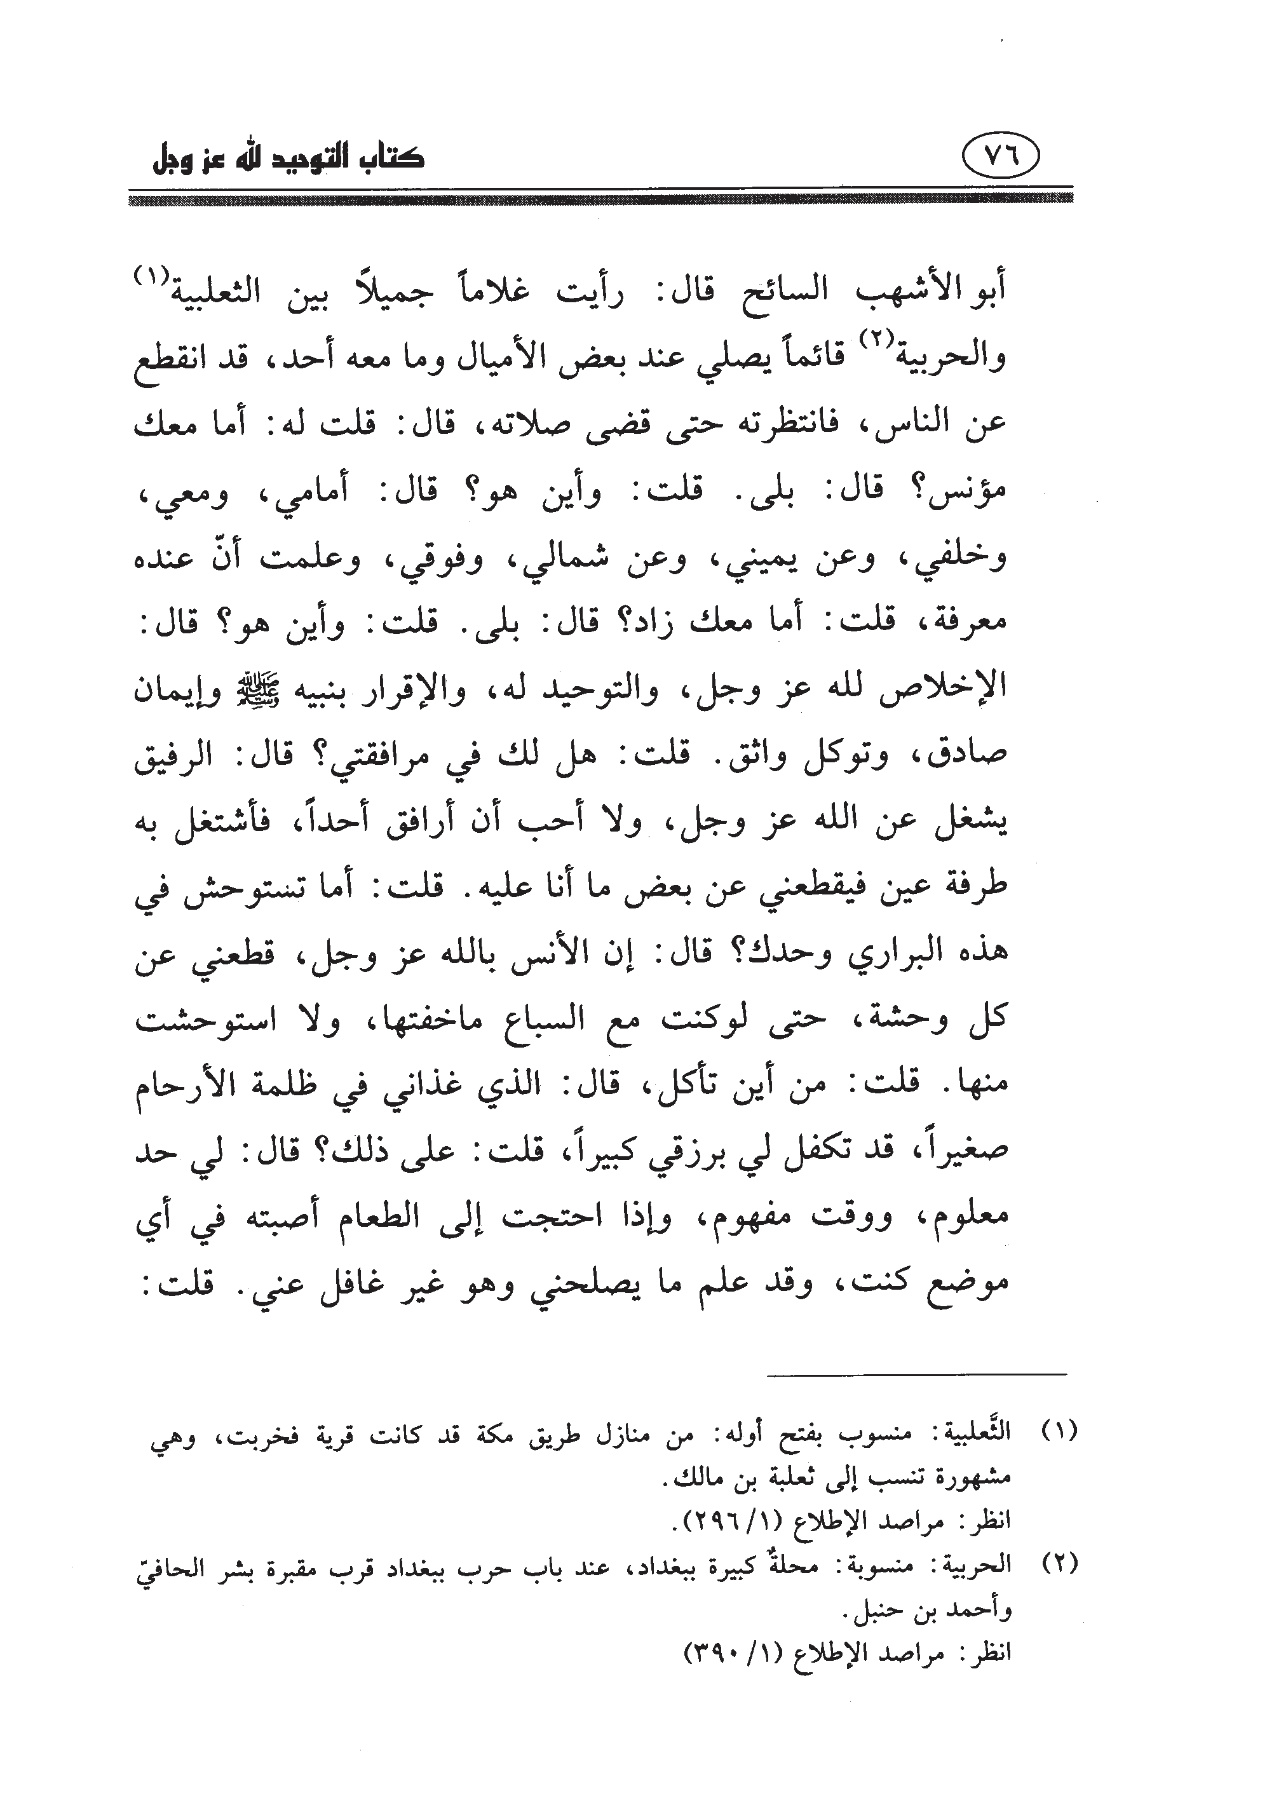 ٧٦
كتاب التوحيد لله عز وجل
أبو الأشهب السائح قال: رأيت غلاماً جميلاً بين الثعلبية(١)
والحربية(٢) قائماً يصلي عند بعض الأميال وما معه أحد، قد انقطع
عن الناس، فانتظرته حتى قضى صلاته، قال: قلت له: أما معك
مؤنس؟ قال: بلى. قلت: وأين هو؟ قال: أمامي، ومعي،
وخلفي، وعن يميني، وعن شمالي، وفوقي، وعلمت أنّ عنده
معرفة، قلت: أما معك زاد؟ قال: بلى. قلت: وأين هو؟ قال:
الإخلاص لله عز وجل، والتوحيد له، والإقرار بنبيه ﷺ وإيمان
صادق، وتوكل واثق. قلت: هل لك في مرافقتي؟ قال: الرفيق
يشغل عن الله عز وجل، ولا أحب أن أرافق أحداً، فأشتغل به
طرفة عين فيقطعني عن بعض ما أنا عليه. قلت: أما تستوحش في
هذه البراري وحدك؟ قال: إن الأنس بالله عز وجل، قطعني عن
كل وحشة، حتى لوكنت مع السباع ماخفتها، ولا استوحشت
منها. قلت: من أين تأكل، قال: الذي غذاني في ظلمة الأرحام
صغيراً، قد تكفل لي برزقي كبيراً، قلت: على ذلك؟ قال: لي حد
معلوم، ووقت مفهوم، وإذا احتجت إلى الطعام أصبته في أي
موضع كنت، وقد علم ما يصلحني وهو غير غافل عني. قلت:
(١) الثَّعلبية: منسوب بفتح أوله: من منازل طريق مكة قد كانت قرية فخربت، وهي
مشهورة تنسب إلى ثعلبة بن مالك.
انظر: مراصد الإطلاع (١/ ٢٩٦).
(٢) الحربية: منسوبة: محلةٌ كبيرة ببغداد، عند باب حرب ببغداد قرب مقبرة بشر الحافيّ
وأحمد بن حنبل.
انظر: مراصد الإطلاع (١/ ٣٩٠)